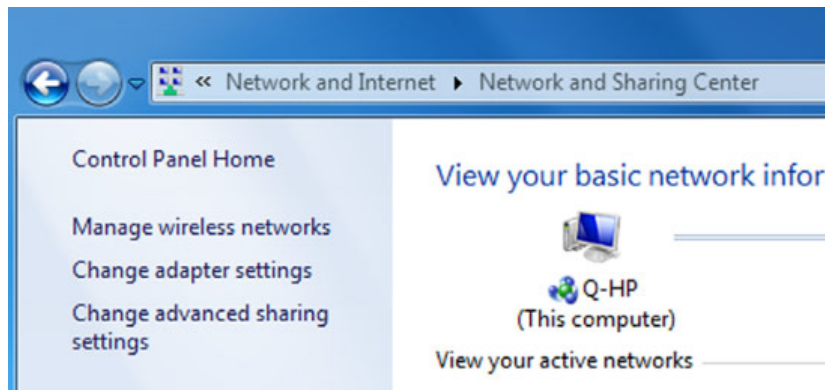 « Network and Internet ▸ Network and Sharing Center
Control Panel Home
Manage wireless networks
Change adapter settings
Change advanced sharing
settings
View your basic network infor
Q-HP
(This computer)
View your active networks